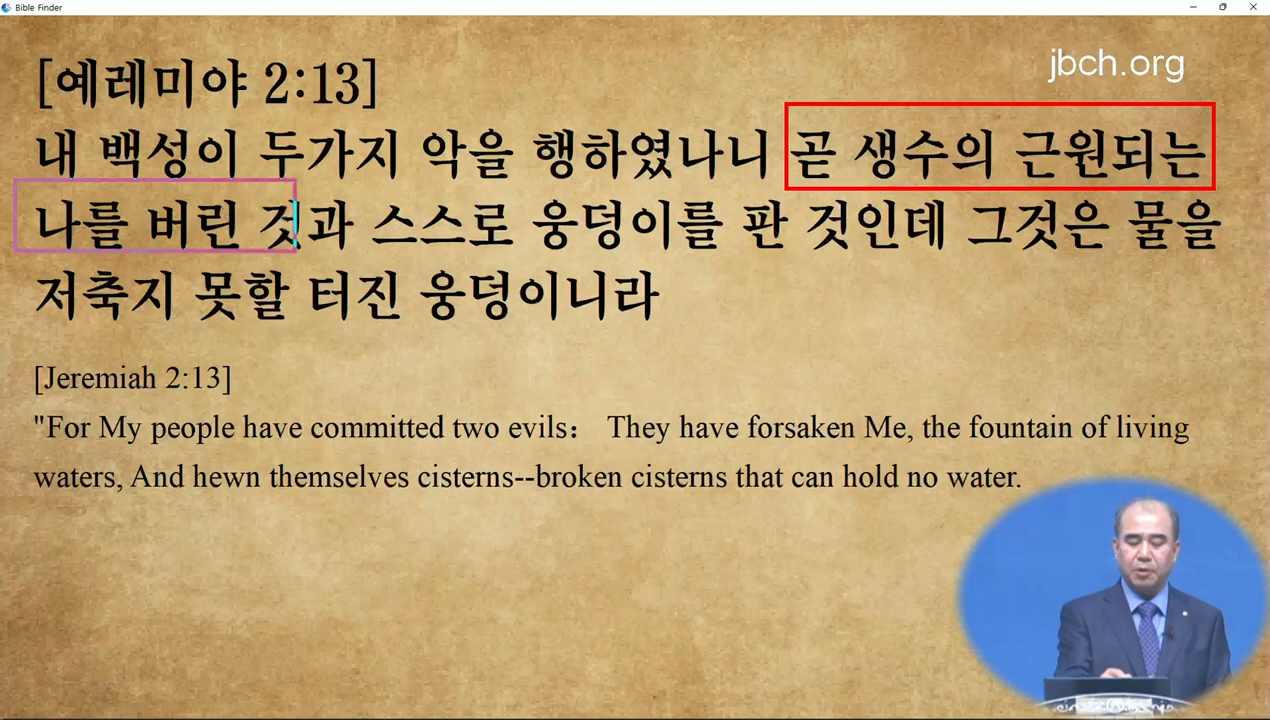 Bible Finder
jbch.org
[예레미야 2:13]
내 백성이 두가지 악을 행하였나니 곧 생수의 근원되는
나를 버린 것과 스스로 웅덩이를 판 것인데 그것은 물을
저축지 못할 터진 웅덩이니라
[Jeremiah 2:13]
"For My people have committed two evils: They have forsaken Me, the fountain of living
waters, And hewn themselves cisterns--broken cisterns that can hold no water.